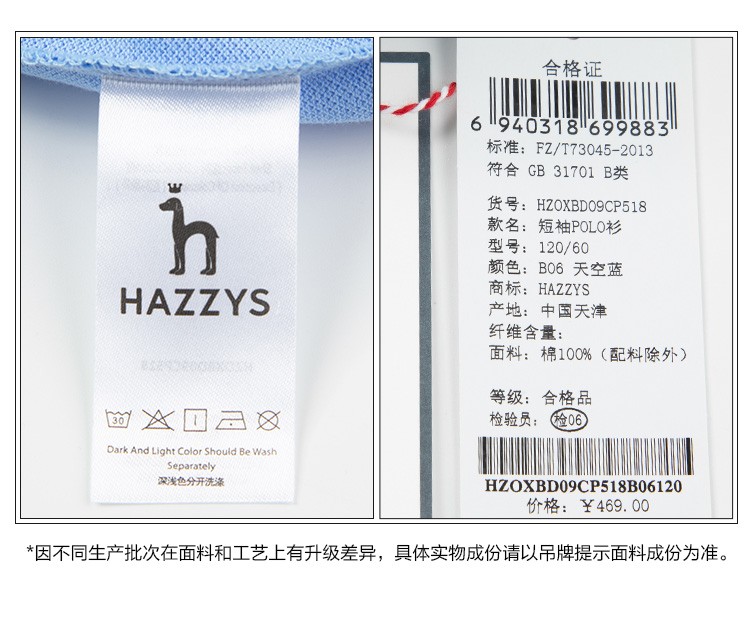 HAZZYS
30
Dark And Light Color Should Be Wash
Separately
深浅色分开洗涤
合格证
6 940318 699883
标准: FZ/T73045-2013
符合 GB 31701 B类
货号: HZOXBD09CP518
款名: 短袖POLO衫
型号: 120/60
颜色: B06 天空蓝
商标: HAZZYS
产地: 中国天津
纤维含量:
面料: 棉100%（配料除外）
等级: 合格品
检验员: 检06
HZOXBD09CP518B06120
价格: ¥469.00
*因不同生产批次在面料和工艺上有升级差异，具体实物成份请以吊牌提示面料成份为准。